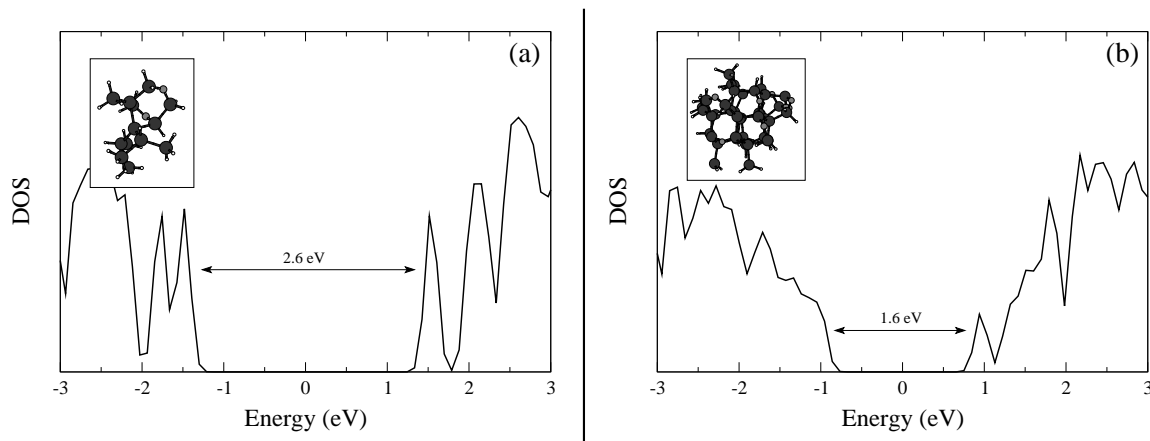 (a)
DOS
2.6 eV
-3 -2 -1 0 1 2 3
Energy (eV)
(b)
DOS
1.6 eV
-3 -2 -1 0 1 2 3
Energy (eV)